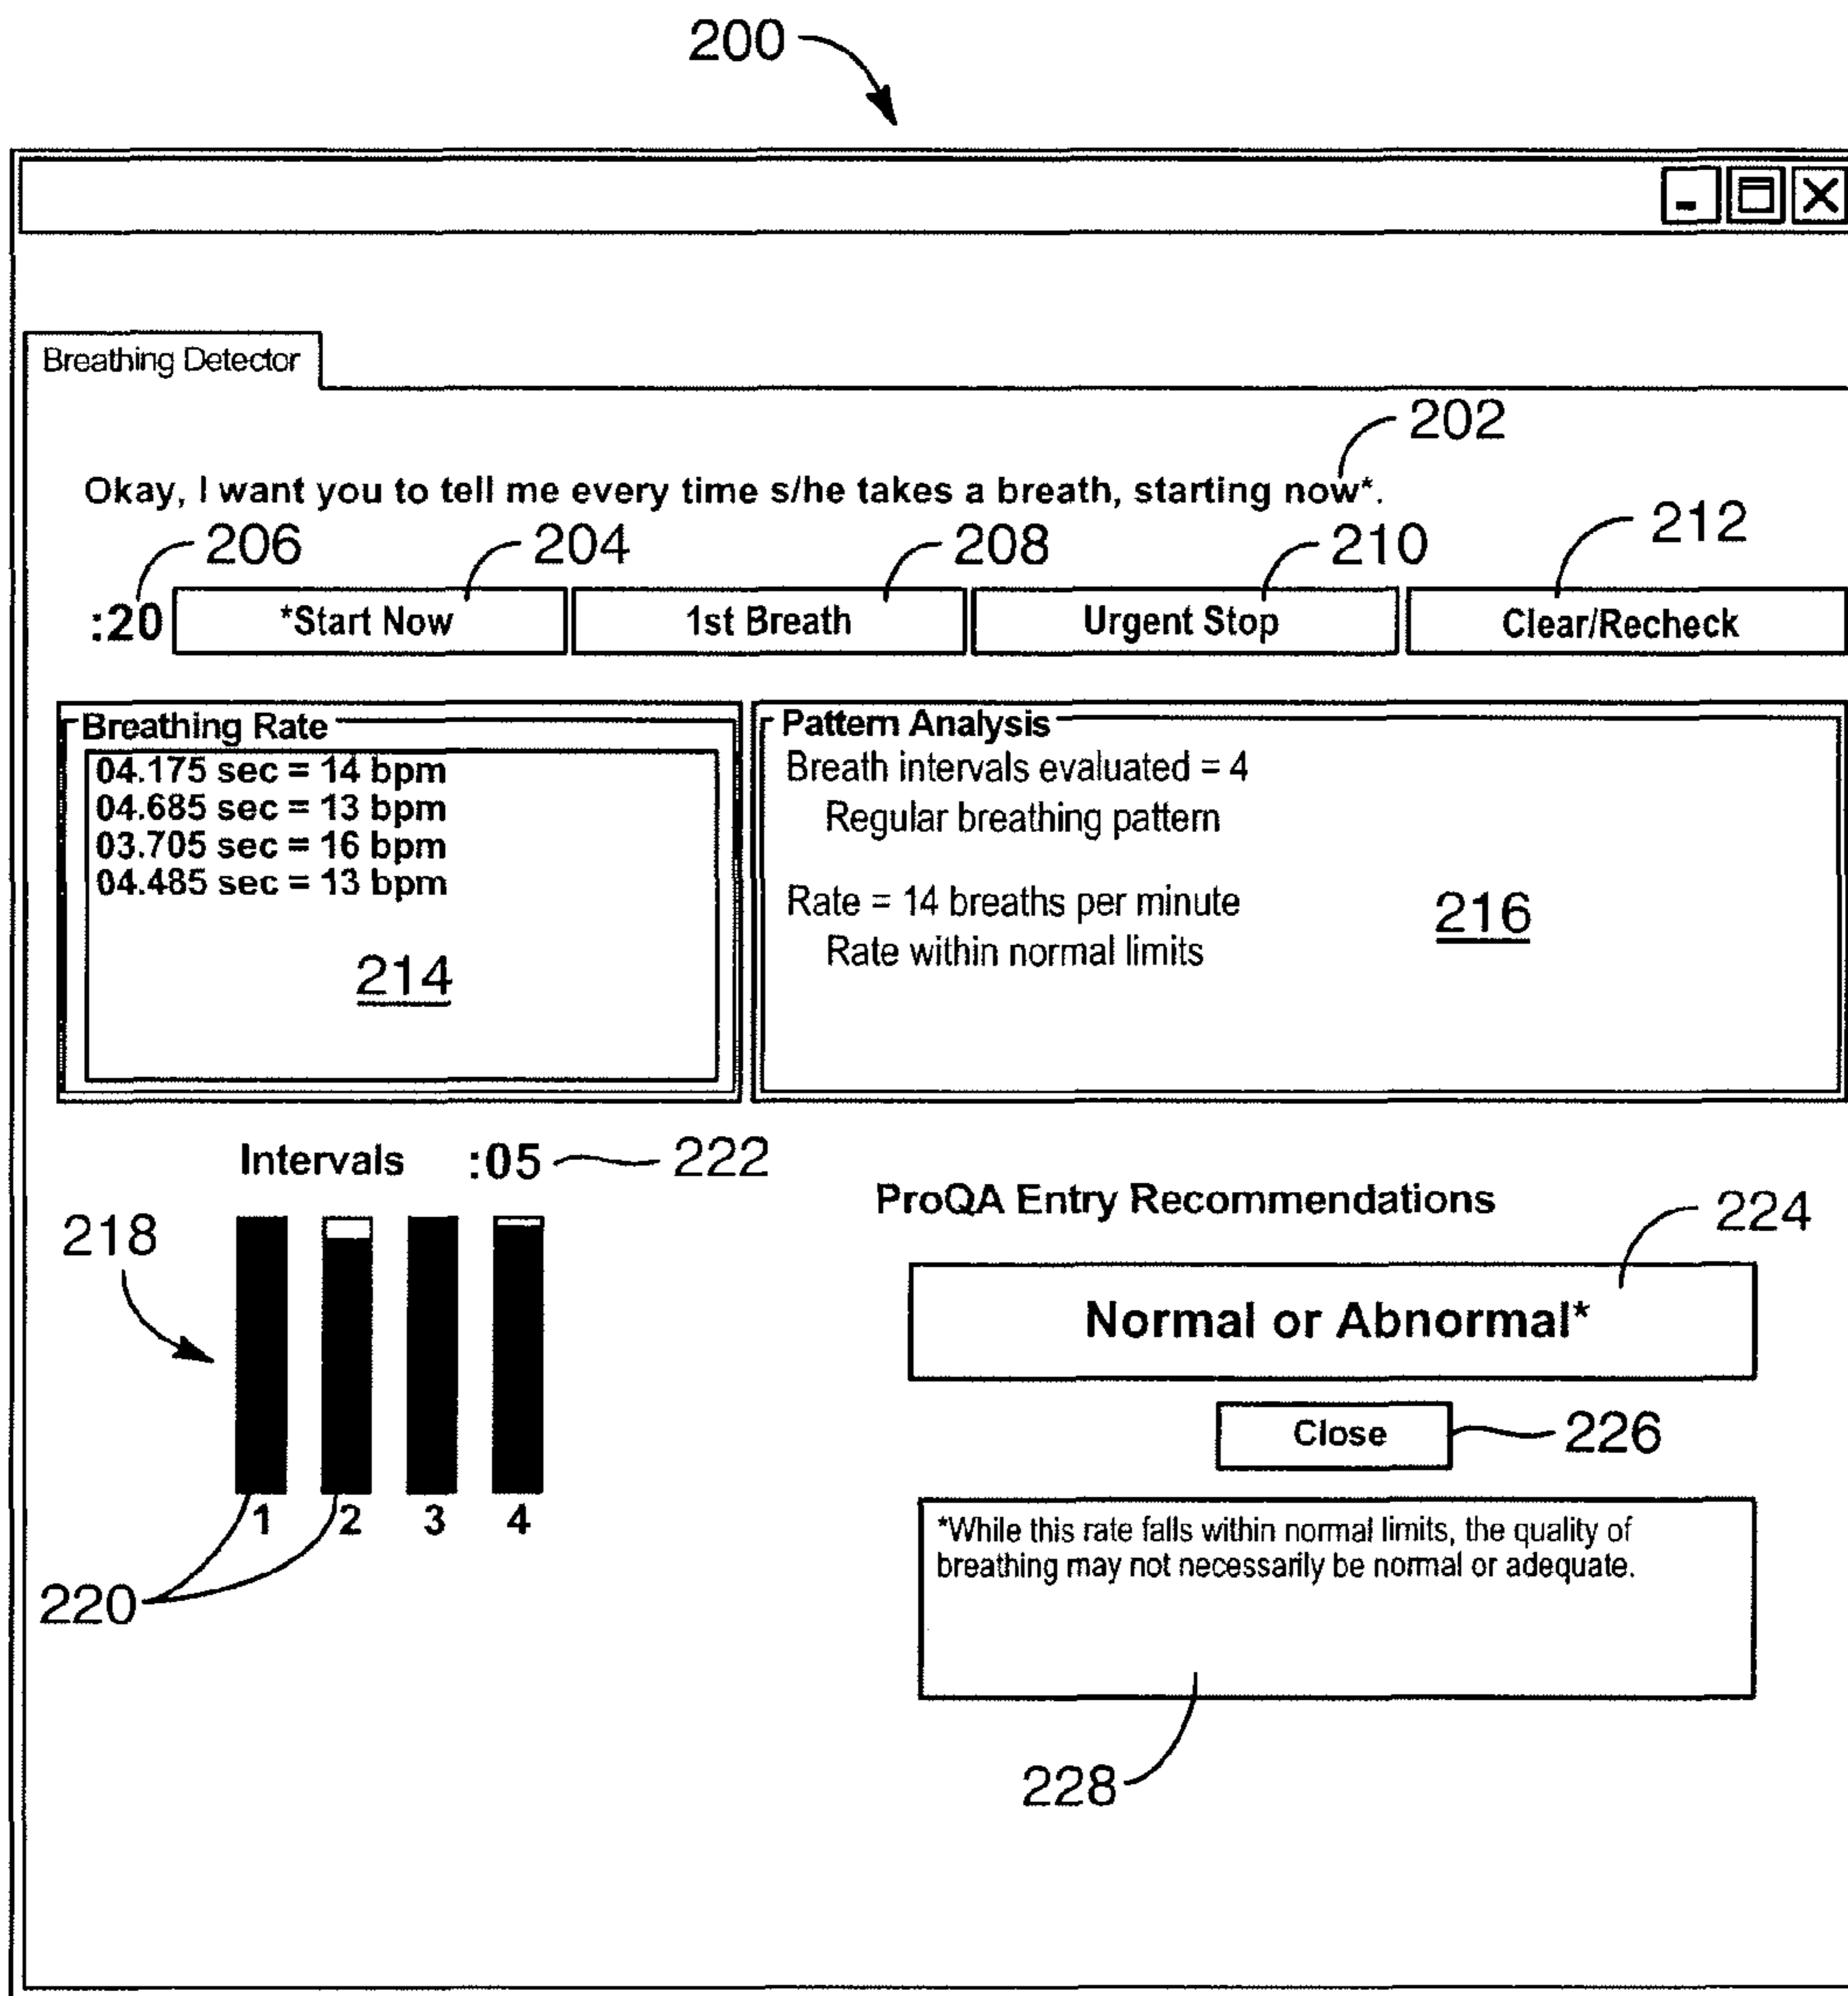 200
Breathing Detector
202
Okay, I want you to tell me every time s/he takes a breath, starting now*.
206 204 208 210 212
:20 *Start Now 1st Breath Urgent Stop Clear/Recheck
Breathing Rate
04.175 sec = 14 bpm
04.685 sec = 13 bpm
03.705 sec = 16 bpm
04.485 sec = 13 bpm
214
Pattern Analysis
Breath intervals evaluated = 4
Regular breathing pattern
Rate = 14 breaths per minute
Rate within normal limits
216
Intervals :05 222
218
1 2 3 4
220
ProQA Entry Recommendations
224
Normal or Abnormal*
Close 226
*While this rate falls within normal limits, the quality of
breathing may not necessarily be normal or adequate.
228